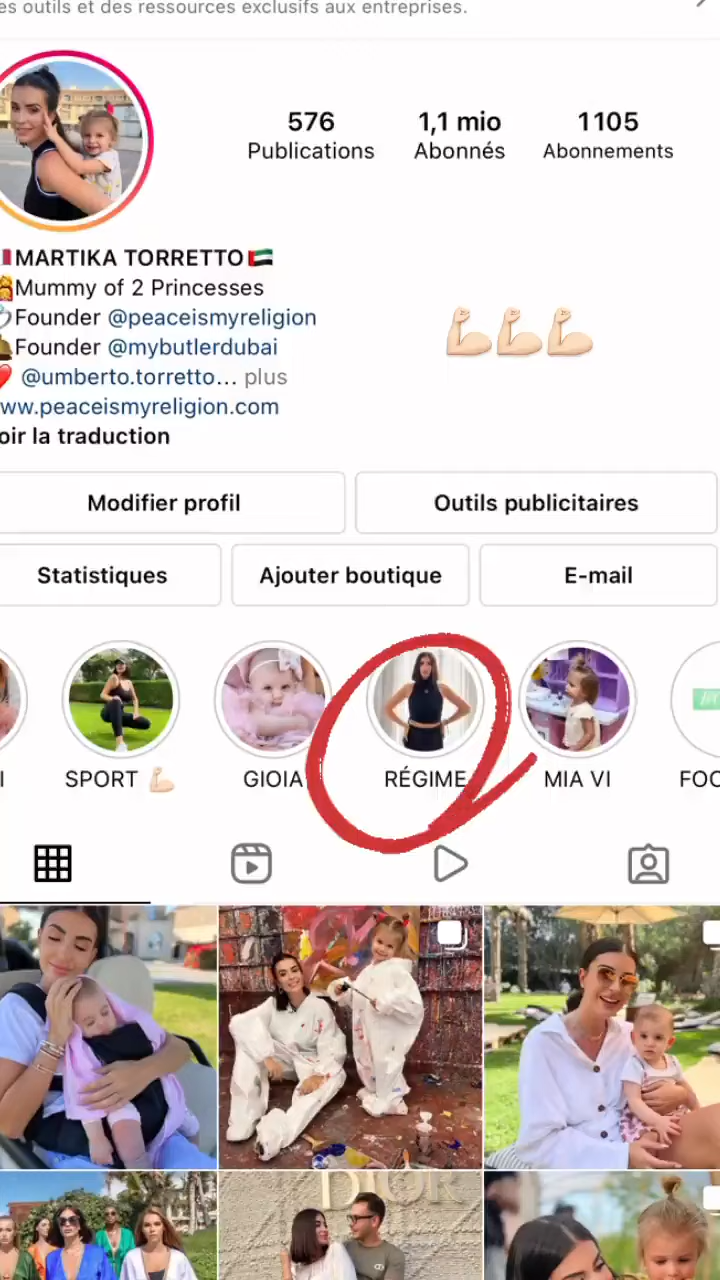 es outils et des ressources exclusifs aux entreprises.
576
1,1 mio
1105
Publications
Abonnés
Abonnements
MARTIKA TORRETTO🇦🇪
Mummy of 2 Princesses
Founder @peaceismyreligion
Founder @mybutlerdubai
❤️ @umberto.torretto... plus
ww.peaceismyreligion.com
oir la traduction
💪🏻💪🏻💪🏻
Modifier profil
Outils publicitaires
Statistiques
Ajouter boutique
E-mail
I
SPORT 💪🏻
GIOIA
RÉGIME
MIA VI
FOO
DIOR